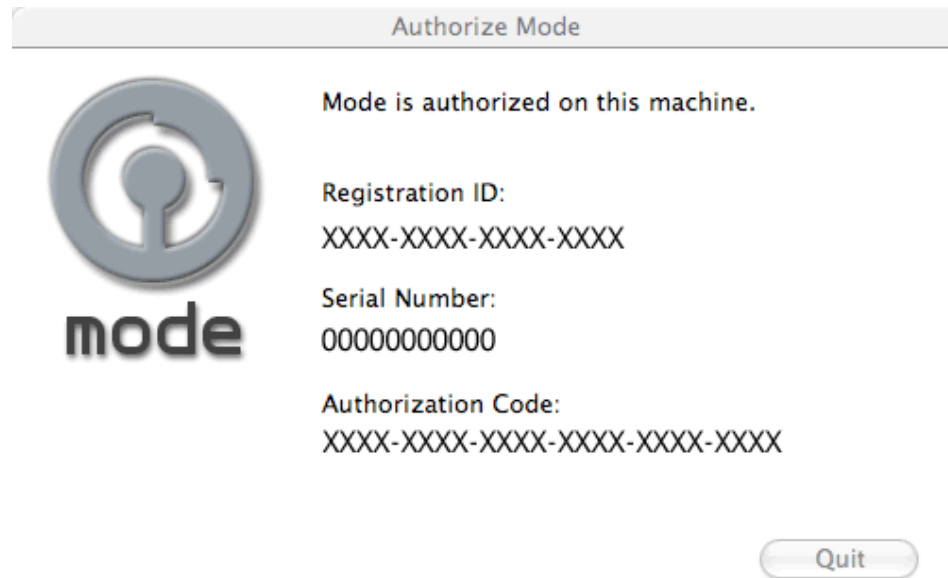 Authorize Mode
Mode is authorized on this machine.
Registration ID:
XXXX-XXXX-XXXX-XXXX
mode
Serial Number:
00000000000
Authorization Code:
XXXX-XXXX-XXXX-XXXX-XXXX-XXXX
Quit